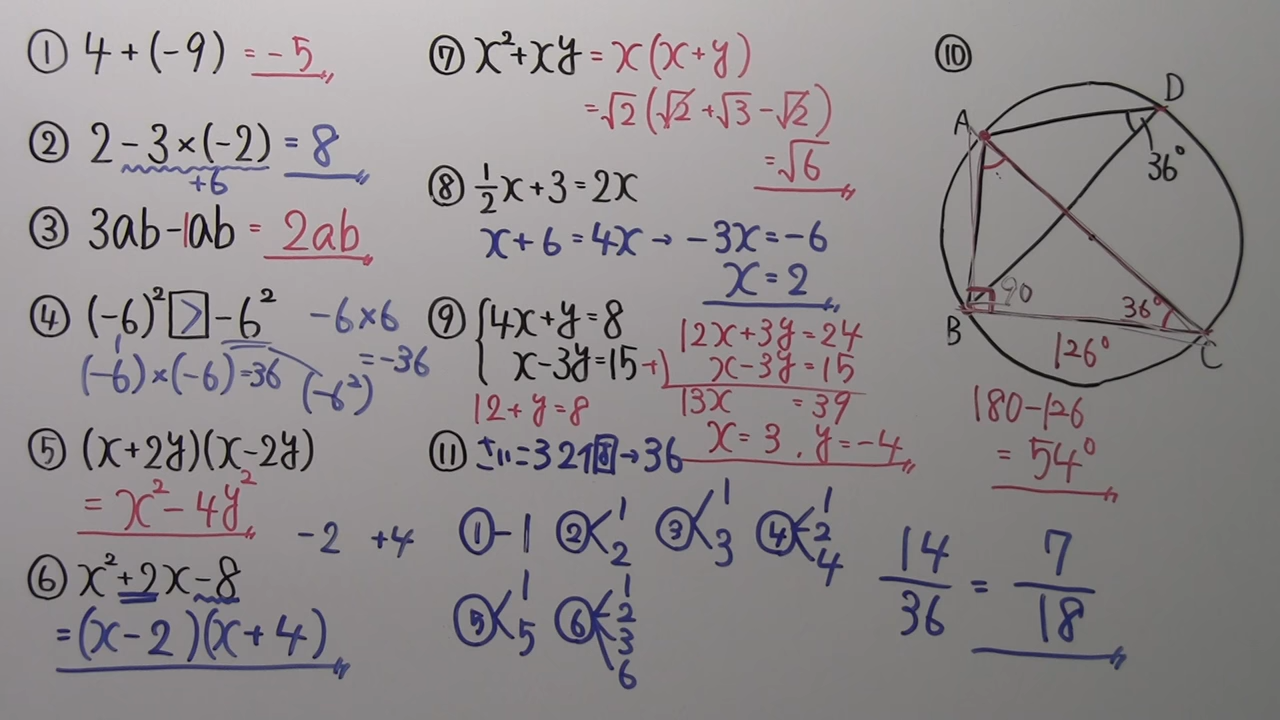 ① 4+(-9) = -5
② 2-3×(-2) = 8
+6
③ 3ab-1ab = 2ab
④ (-6)² > -6² -6×6
(-6)×(-6)=36 (-6²) =-36
⑤ (x+2y)(x-2y)
= x²-4y²
-2 +4
⑥ x²+2x-8
=(x-2)(x+4)
⑦ x²+xy = x(x+y)
=√2(√2+√3-√2)
=√6
⑧ ½x+3=2x
x+6=4x→-3x=-6
x=2
⑨ 4x+y=8
x-3y=15
12+y=8
12x+3y=24
+) x-3y=15
13x =39
x=3, y=-4
⑩
A
D
36°
B
90
36°
C
126°
180-126
=54°
⑪ さい=321回→36
①-1 ②<1 2 ③<1 3 ④<1 2 4
⑤<1 5 ⑥<1 2 3 6
14/36 = 7/18